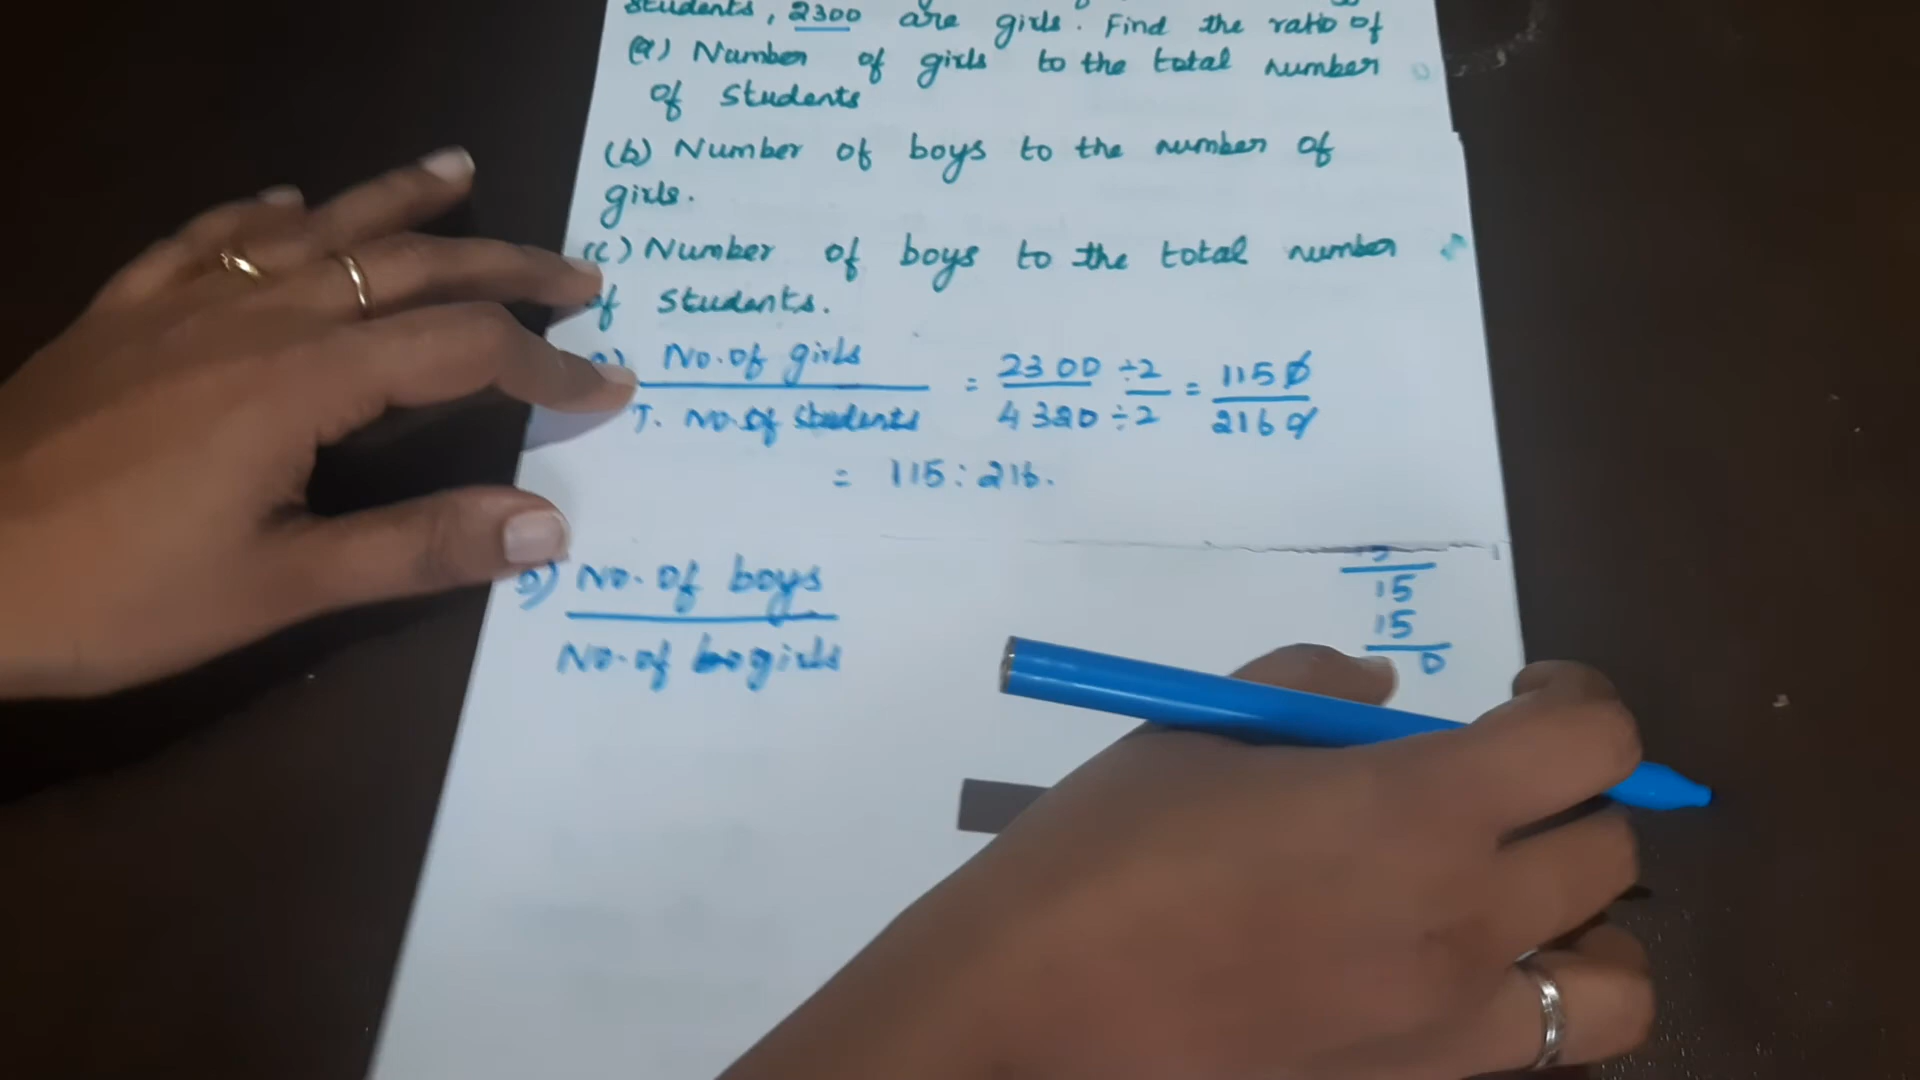 students, 2300 are girls. Find the ratio of
(a) Number of girls to the total number
of students
(b) Number of boys to the number of
girls.
(c) Number of boys to the total number
of students.
a) No. of girls / T. No. of students = 2300 ÷2 / 4320 ÷2 = 1150 / 2160
= 115 : 216.
b) No. of boys
No. of bo girls
15
15
0